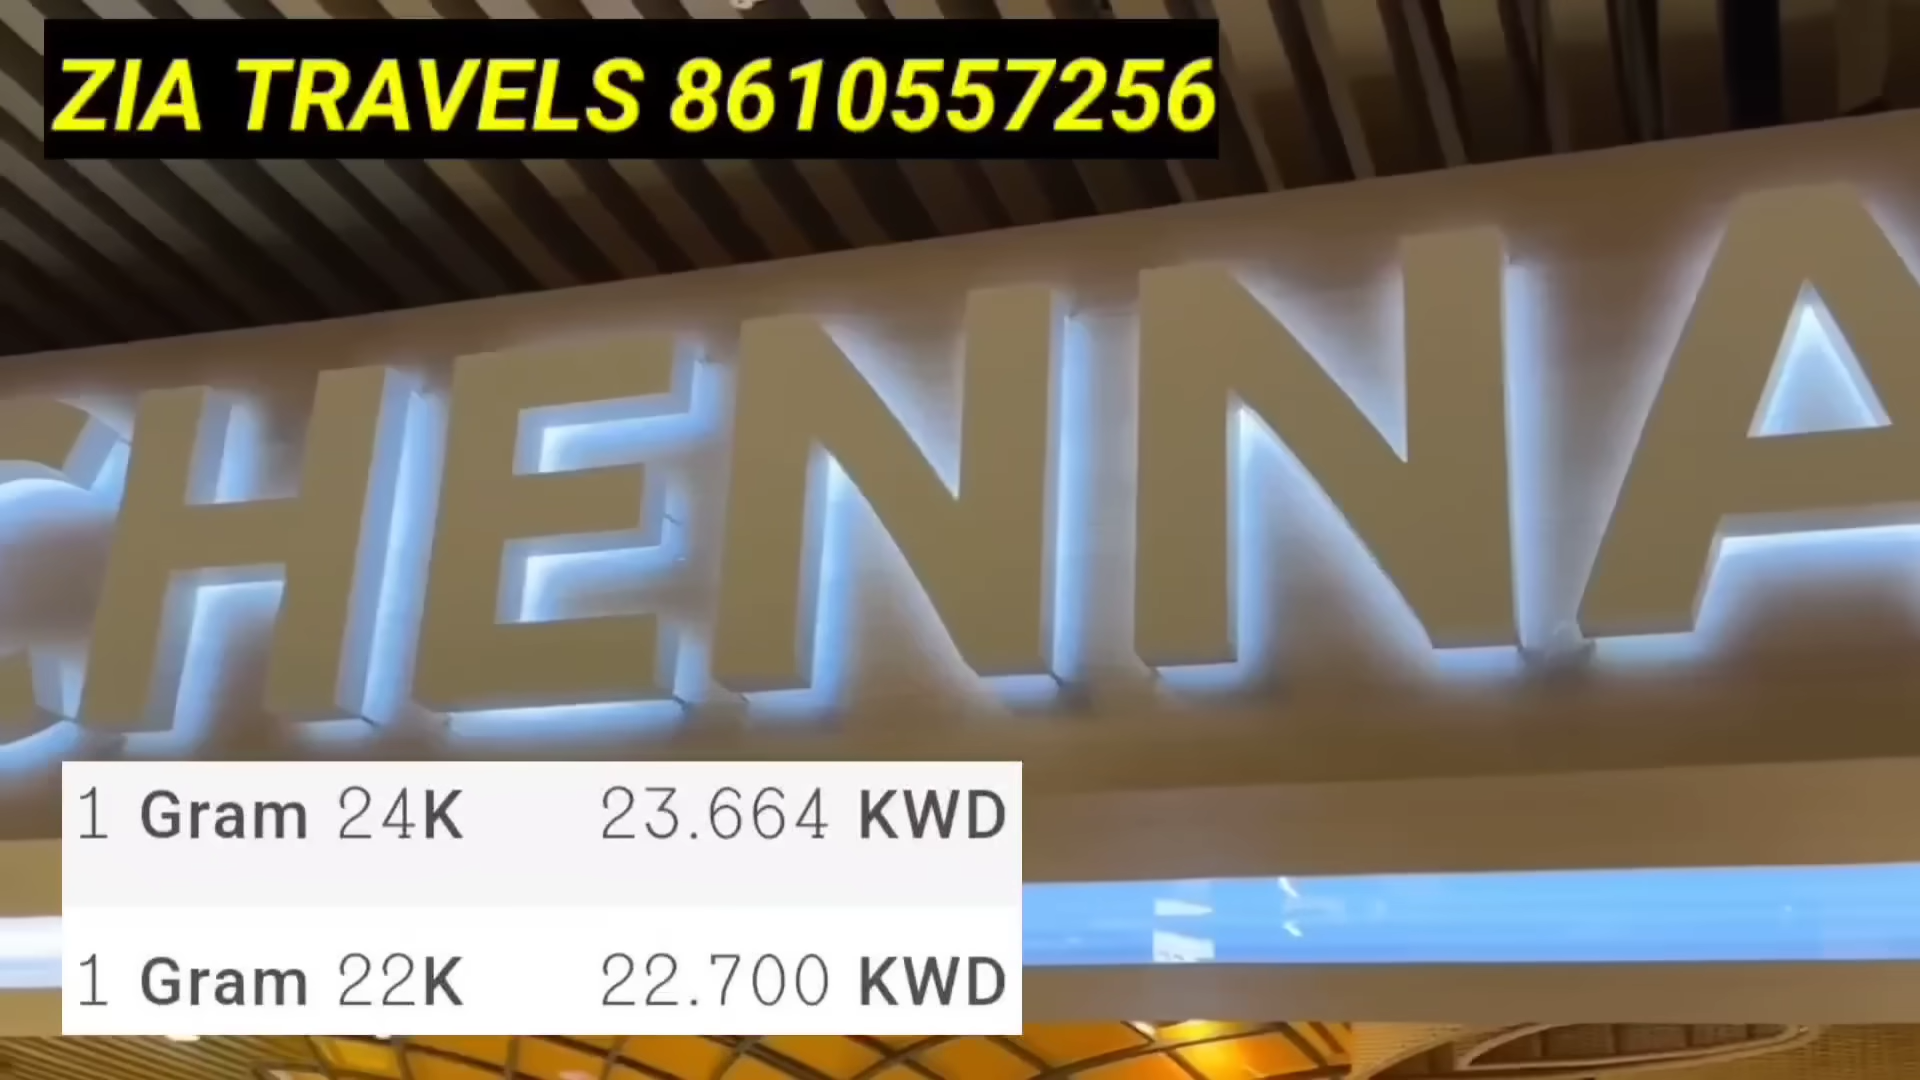 ZIA TRAVELS 8610557256
CHENNA
1 Gram 24K 23.664 KWD
1 Gram 22K 22.700 KWD